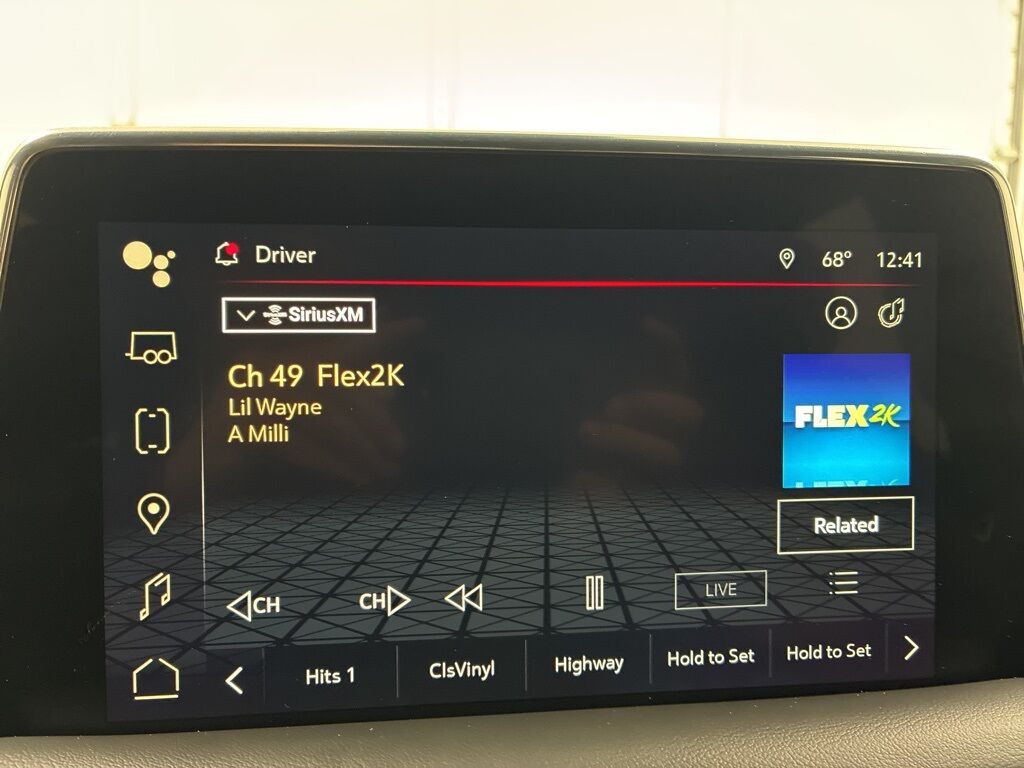 Driver
68° 12:41
SiriusXM
Ch 49 Flex2K
Lil Wayne
A Milli
FLEX2K
Related
CH
CH
LIVE
Hits 1
ClsVinyl
Highway
Hold to Set
Hold to Set